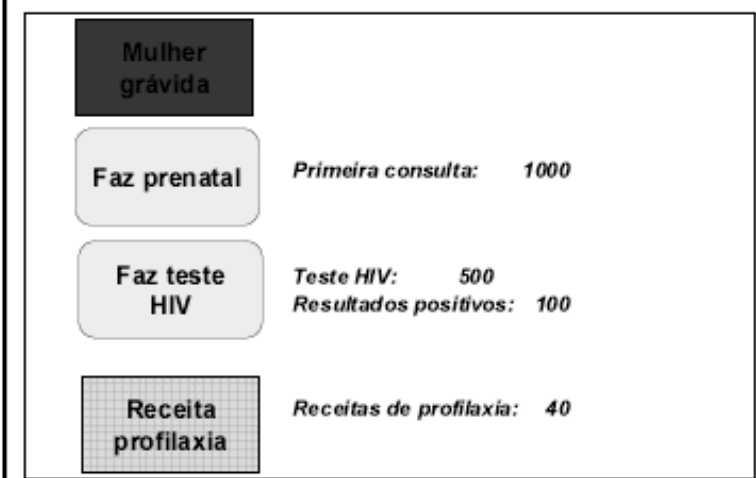 Mulher
grávida
Faz prenatal
Primeira consulta: 1000
Faz teste
HIV
Teste HIV: 500
Resultados positivos: 100
Receita
profilaxia
Receitas de profilaxia: 40